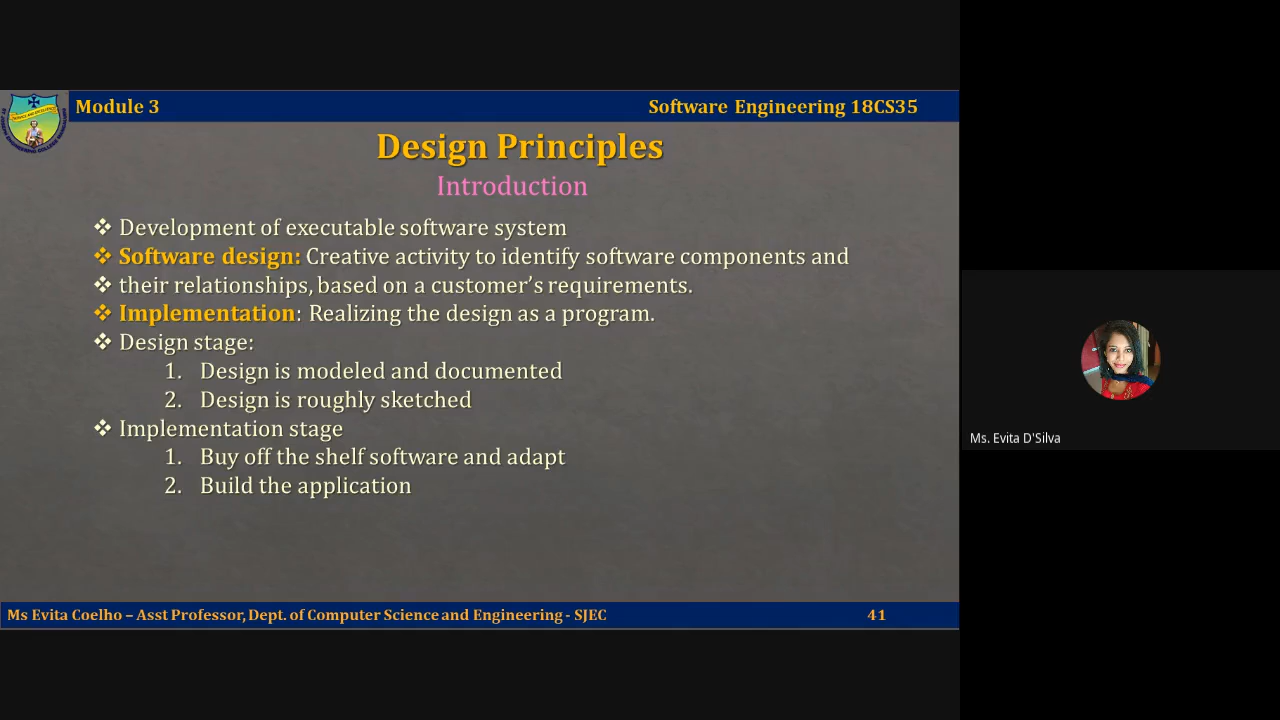 Module 3
Software Engineering 18CS35
Design Principles
Introduction
❖ Development of executable software system
❖ Software design: Creative activity to identify software components and
❖ their relationships, based on a customer’s requirements.
❖ Implementation: Realizing the design as a program.
❖ Design stage:
1. Design is modeled and documented
2. Design is roughly sketched
❖ Implementation stage
1. Buy off the shelf software and adapt
2. Build the application
Ms. Evita D'Silva
Ms Evita Coelho – Asst Professor, Dept. of Computer Science and Engineering - SJEC
41